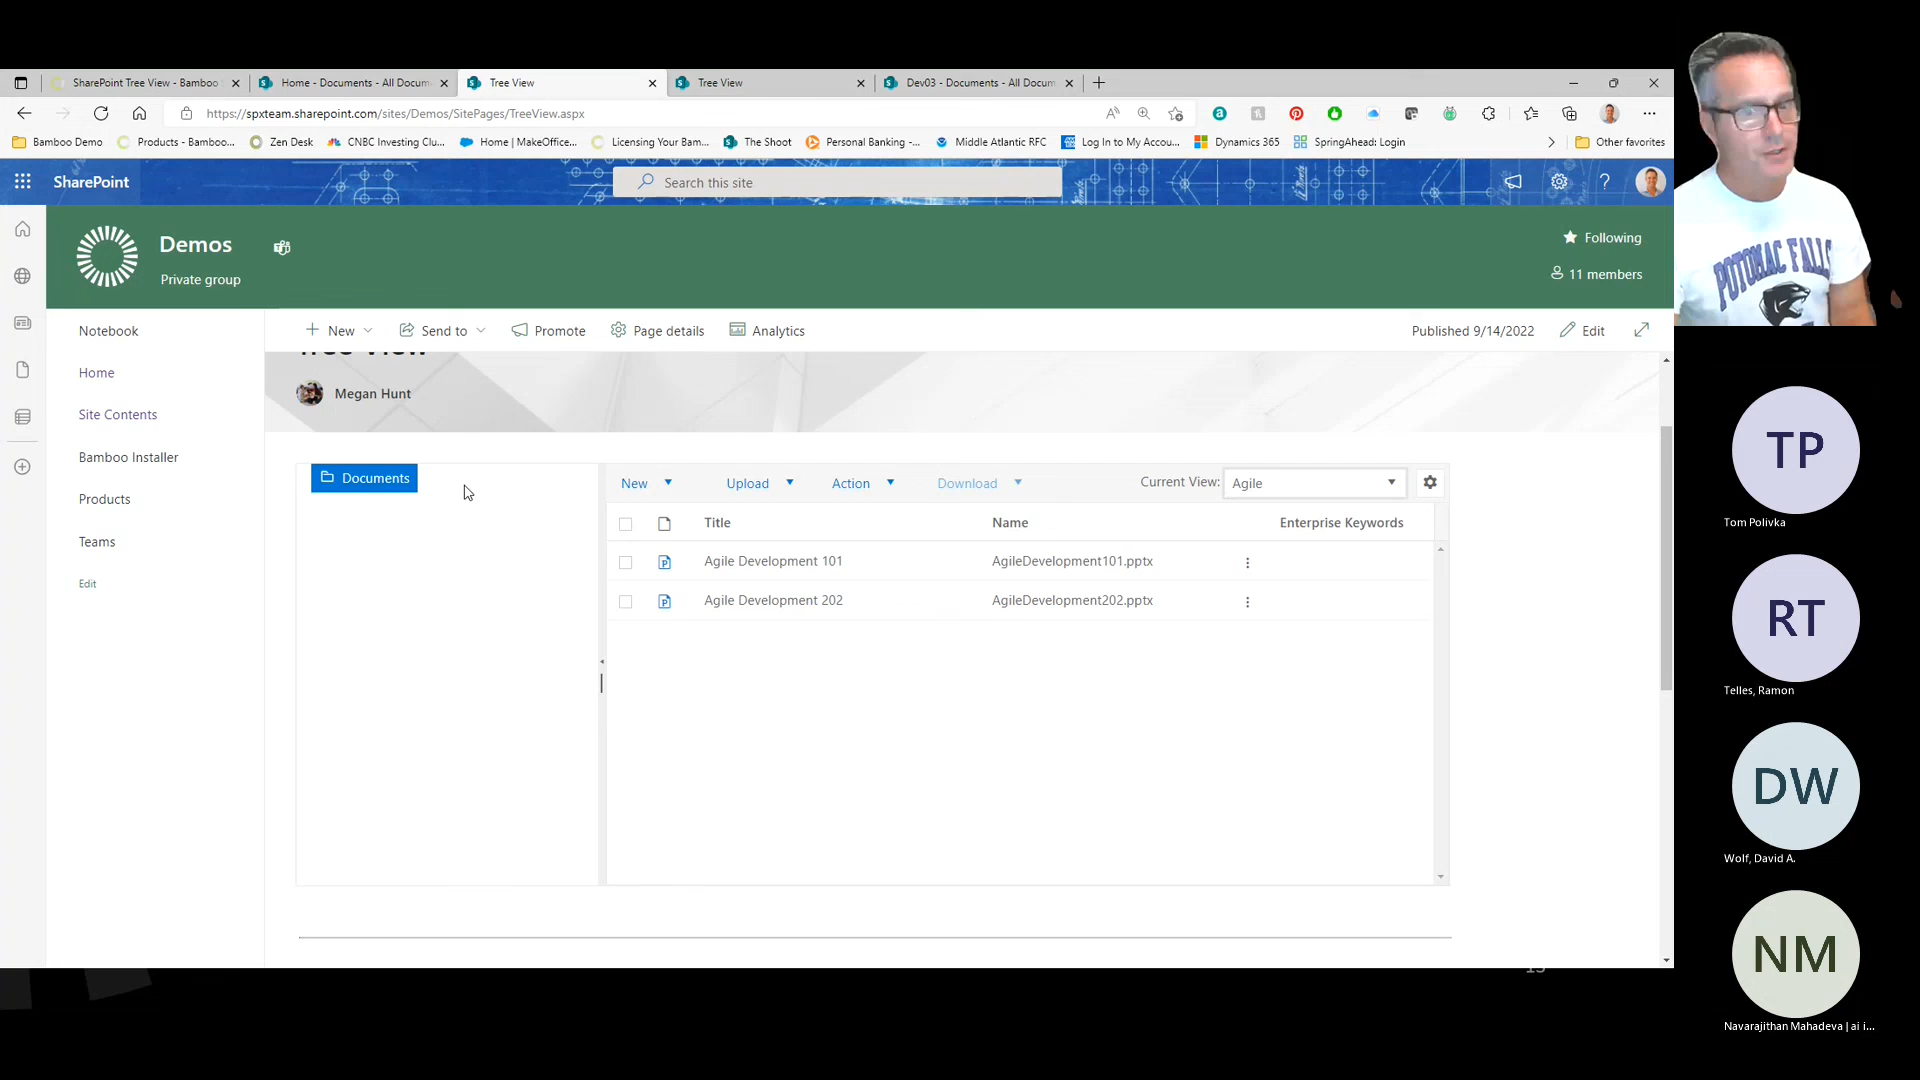 SharePoint Tree View - Bamboo
Home - Documents - All Docum
Tree View
Tree View
Dev03 - Documents - All Docum
https://spxteam.sharepoint.com/sites/Demos/SitePages/TreeView.aspx
Bamboo Demo
Products - Bamboo...
Zen Desk
CNBC Investing Clu...
Home | MakeOffice...
Licensing Your Bam...
The Shoot
Personal Banking -...
Middle Atlantic RFC
Log In to My Accou...
Dynamics 365
SpringAhead: Login
Other favorites
SharePoint
Search this site
Demos
Private group
Following
11 members
Notebook
Home
Site Contents
Bamboo Installer
Products
Teams
Edit
New
Send to
Promote
Page details
Analytics
Published 9/14/2022
Edit
Tree View
Megan Hunt
Documents
New
Upload
Action
Download
Current View:
Agile
Title
Name
Enterprise Keywords
Agile Development 101
AgileDevelopment101.pptx
Agile Development 202
AgileDevelopment202.pptx
POTOMAC FALLS
TP
Tom Polivka
RT
Telles, Ramon
DW
Wolf, David A.
NM
Navarajithan Mahadeva | ai i...